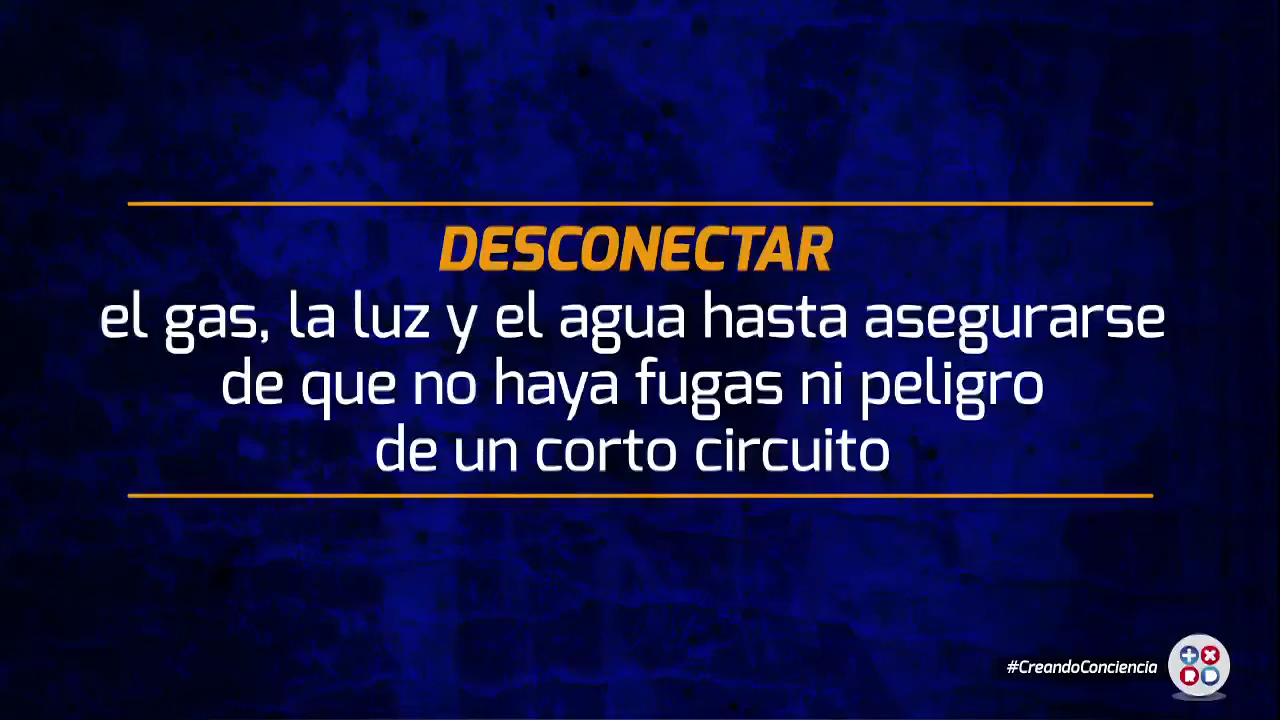 DESCONECTAR
el gas, la luz y el agua hasta asegurarse
de que no haya fugas ni peligro
de un corto circuito
#CreandoConciencia
+ x
R D